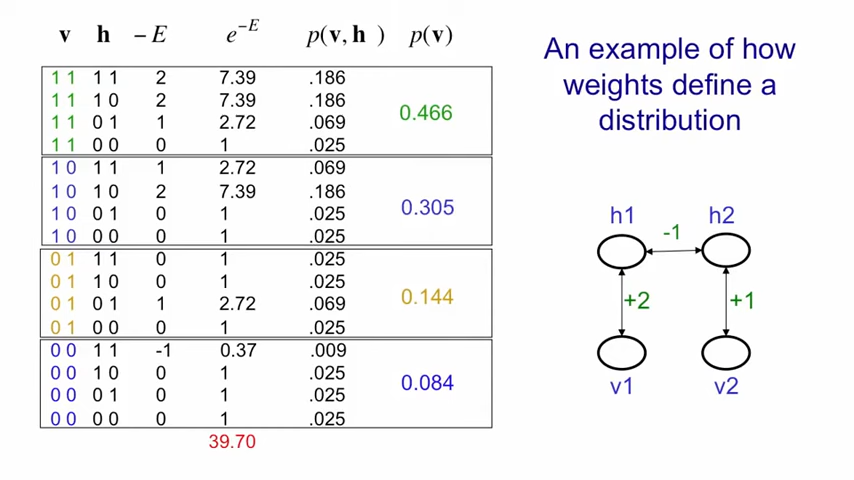 v h − E e^{−E} p(v, h ) p(v)
1 1 1 1 2 7.39 .186
1 1 1 0 2 7.39 .186
1 1 0 1 1 2.72 .069
1 1 0 0 0 1 .025
0.466
1 0 1 1 1 2.72 .069
1 0 1 0 2 7.39 .186
1 0 0 1 0 1 .025
1 0 0 0 0 1 .025
0.305
0 1 1 1 0 1 .025
0 1 1 0 0 1 .025
0 1 0 1 1 2.72 .069
0 1 0 0 0 1 .025
0.144
0 0 1 1 -1 0.37 .009
0 0 1 0 0 1 .025
0 0 0 1 0 1 .025
0 0 0 0 0 1 .025
0.084
39.70
An example of how
weights define a
distribution
h1 h2
-1
+2 +1
v1 v2